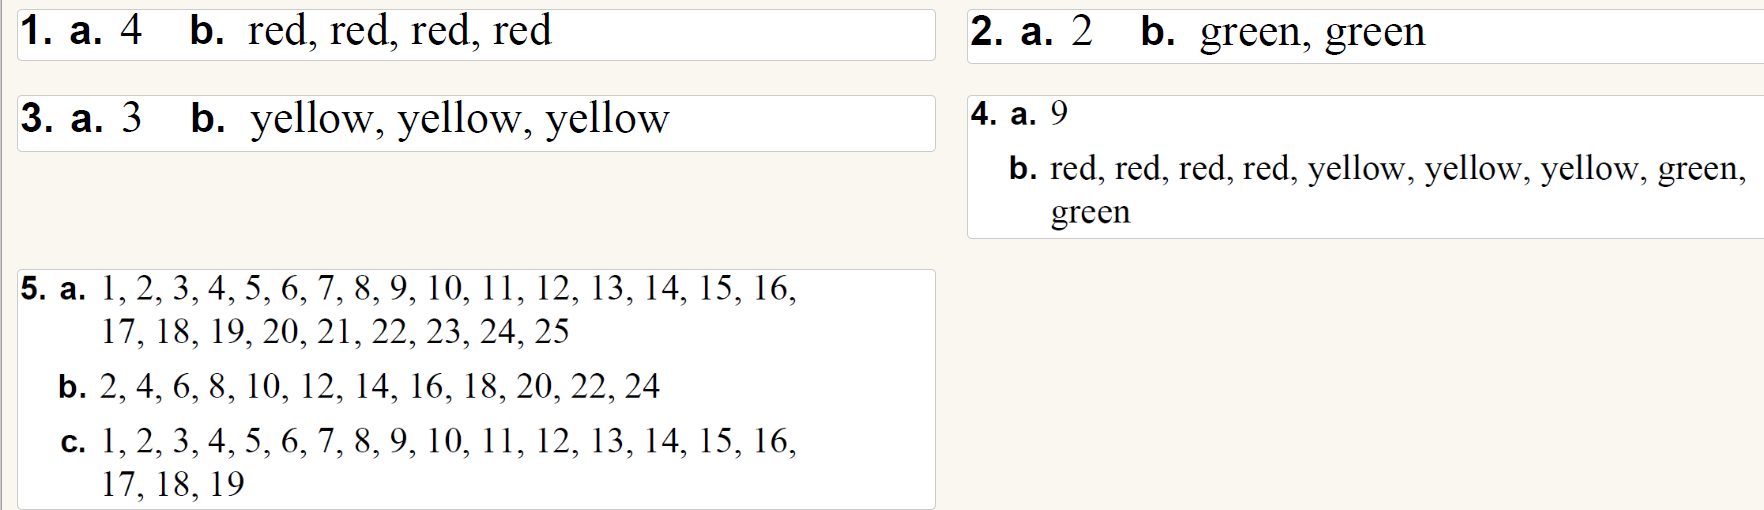 1. a. 4 b. red, red, red, red
2. a. 2 b. green, green
3. a. 3 b. yellow, yellow, yellow
4. a. 9
b. red, red, red, red, yellow, yellow, yellow, green,
green
5. a. 1, 2, 3, 4, 5, 6, 7, 8, 9, 10, 11, 12, 13, 14, 15, 16,
17, 18, 19, 20, 21, 22, 23, 24, 25
b. 2, 4, 6, 8, 10, 12, 14, 16, 18, 20, 22, 24
c. 1, 2, 3, 4, 5, 6, 7, 8, 9, 10, 11, 12, 13, 14, 15, 16,
17, 18, 19